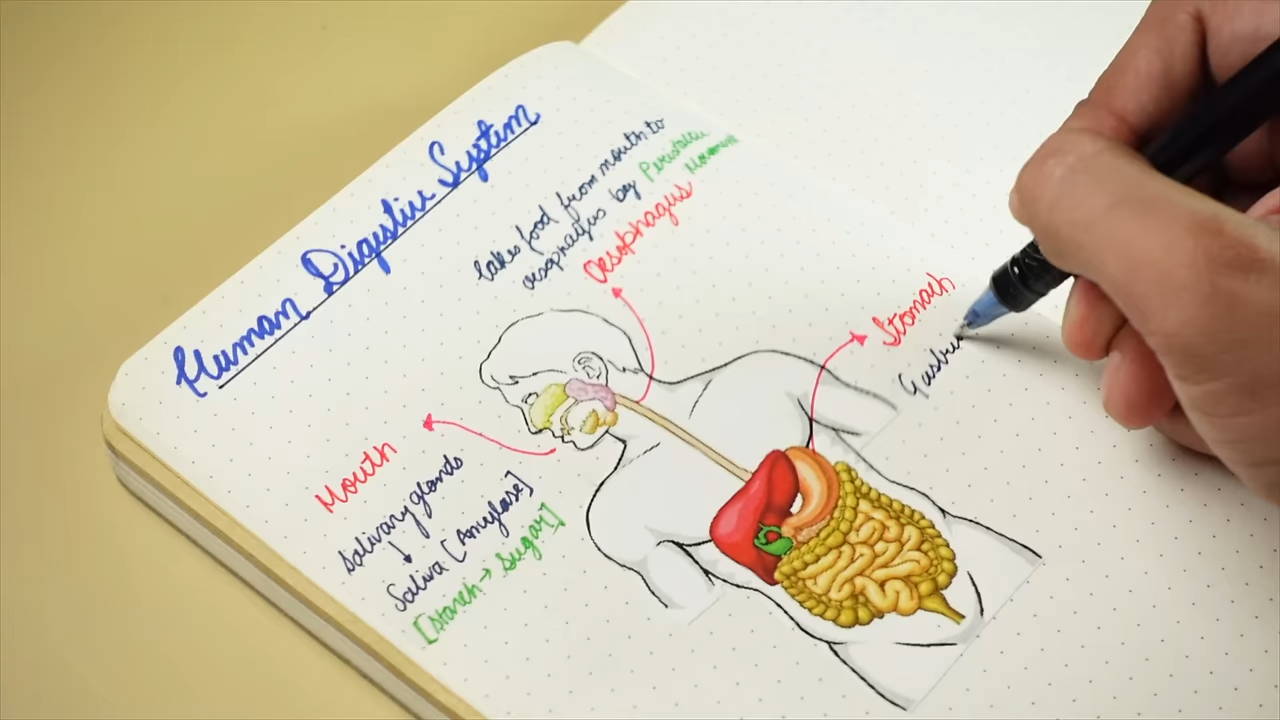 Human Digestive System
takes food from mouth to
oesophagus by Peristaltic
Movement
Oesophagus
Stomach
Mouth
Salivary glands
↓
Saliva [Amylase]
[Starch → Sugar]